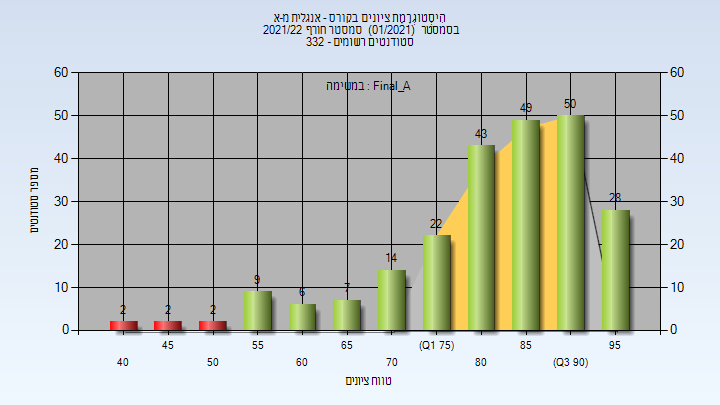 היסטוגרמת ציונים בקורס - אנגלית מ-א
בסמסטר (01/2021) סמסטר חורף 2021/22
סטודנטים רשומים - 332
במשימה : Final_A
מספר סטודנטים
60 60
50 50
40 40
30 30
20 20
10 10
0 0
2 2 2 9 6 7 14 22 43 49 50 28
45 55 65 (Q1 75) 85 95
40 50 60 70 80 (Q3 90)
טווח ציונים